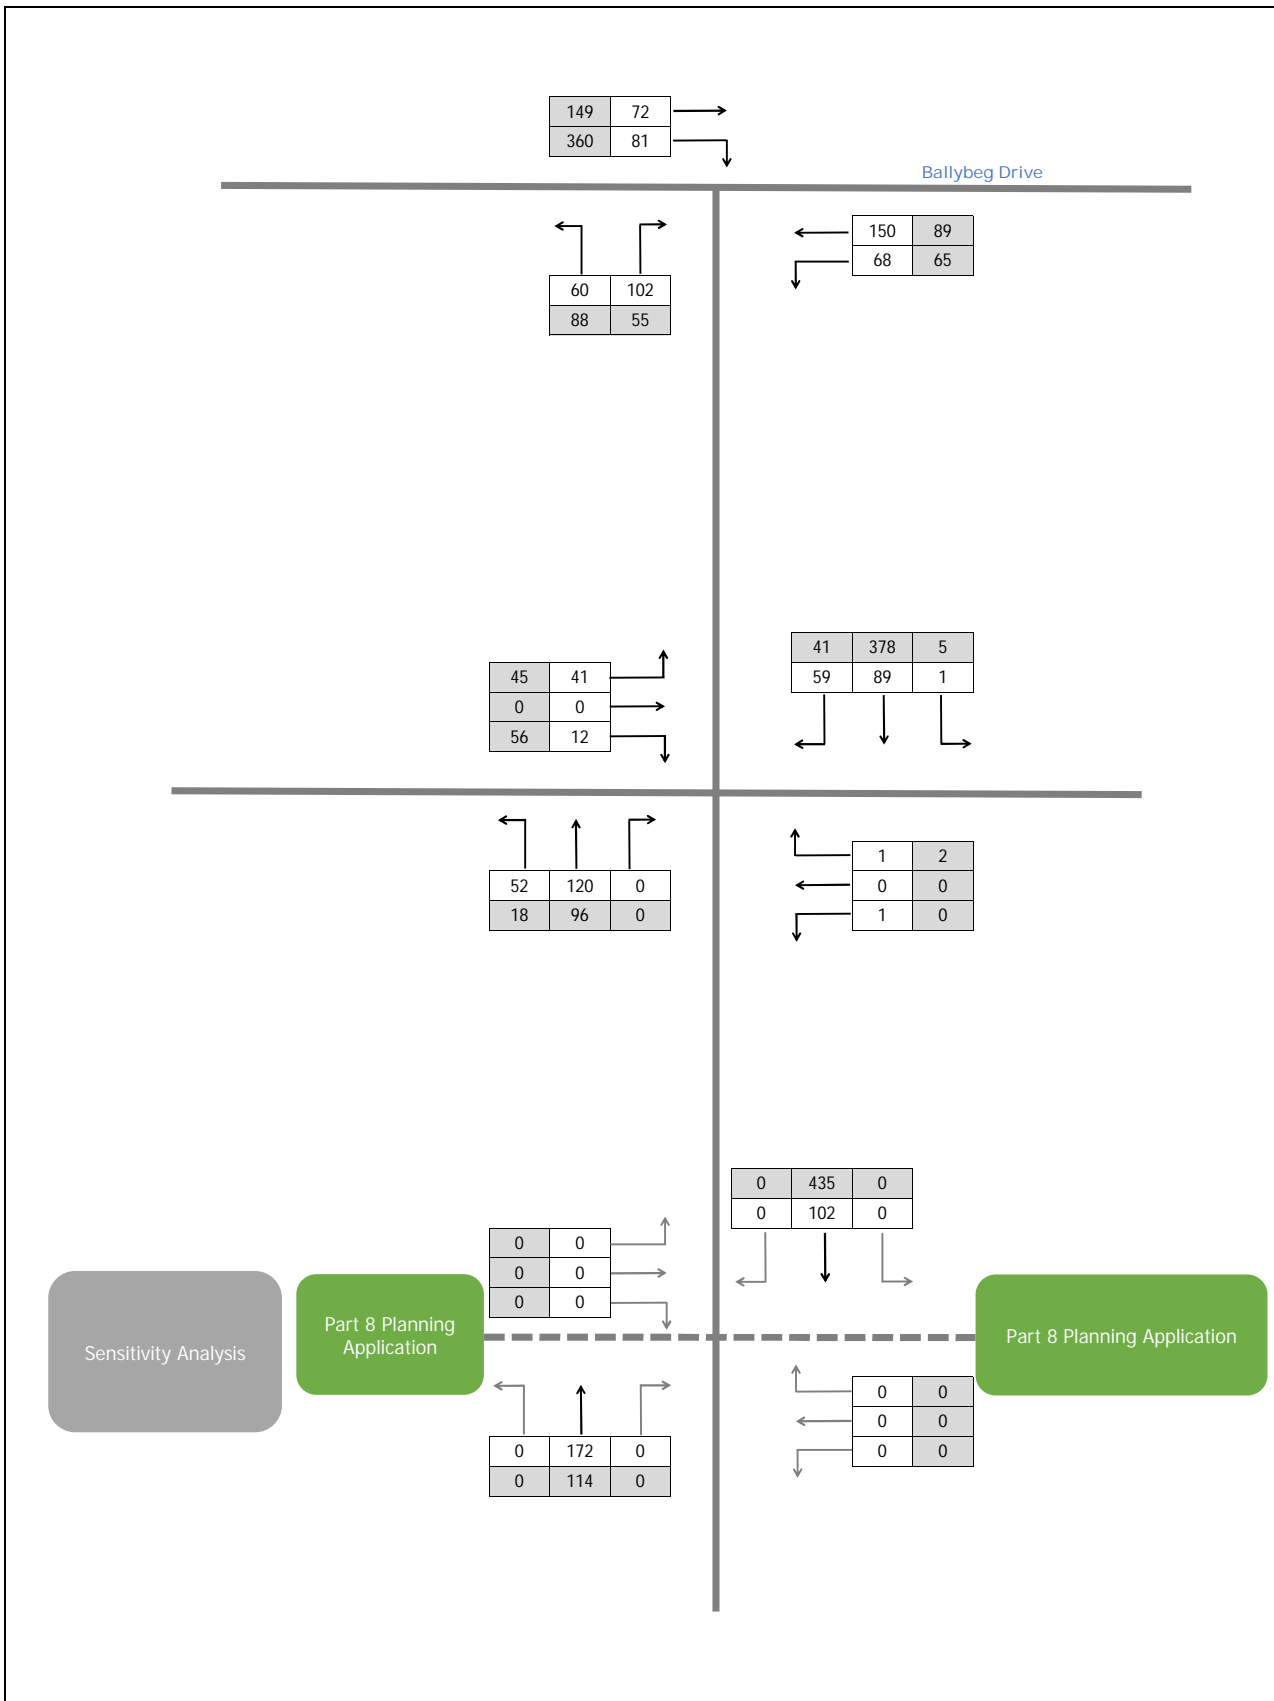 149 72
360 81
Ballybeg Drive
150 89
68 65
60 102
88 55
41 378 5
59 89 1
45 41
0 0
56 12
52 120 0
18 96 0
1 2
0 0
1 0
0 435 0
0 102 0
0 0
0 0
0 0
Sensitivity Analysis
Part 8 Planning
Application
Part 8 Planning Application
0 0
0 0
0 0
0 172 0
0 114 0